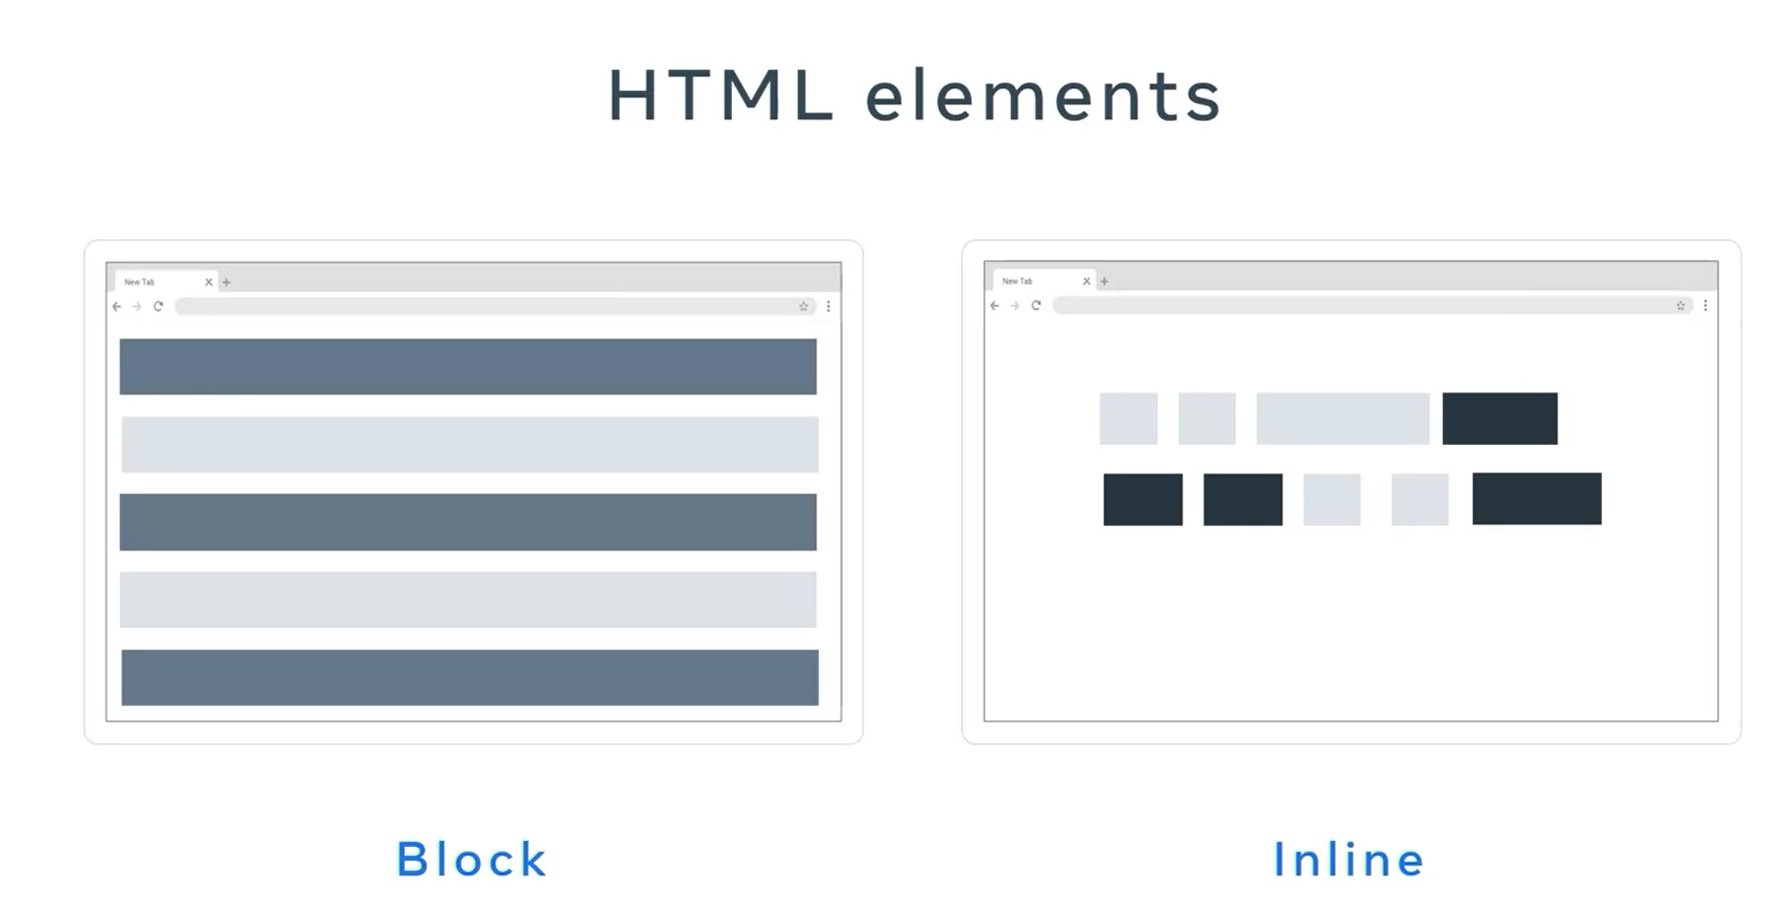 HTML elements
New Tab
New Tab
Block
Inline